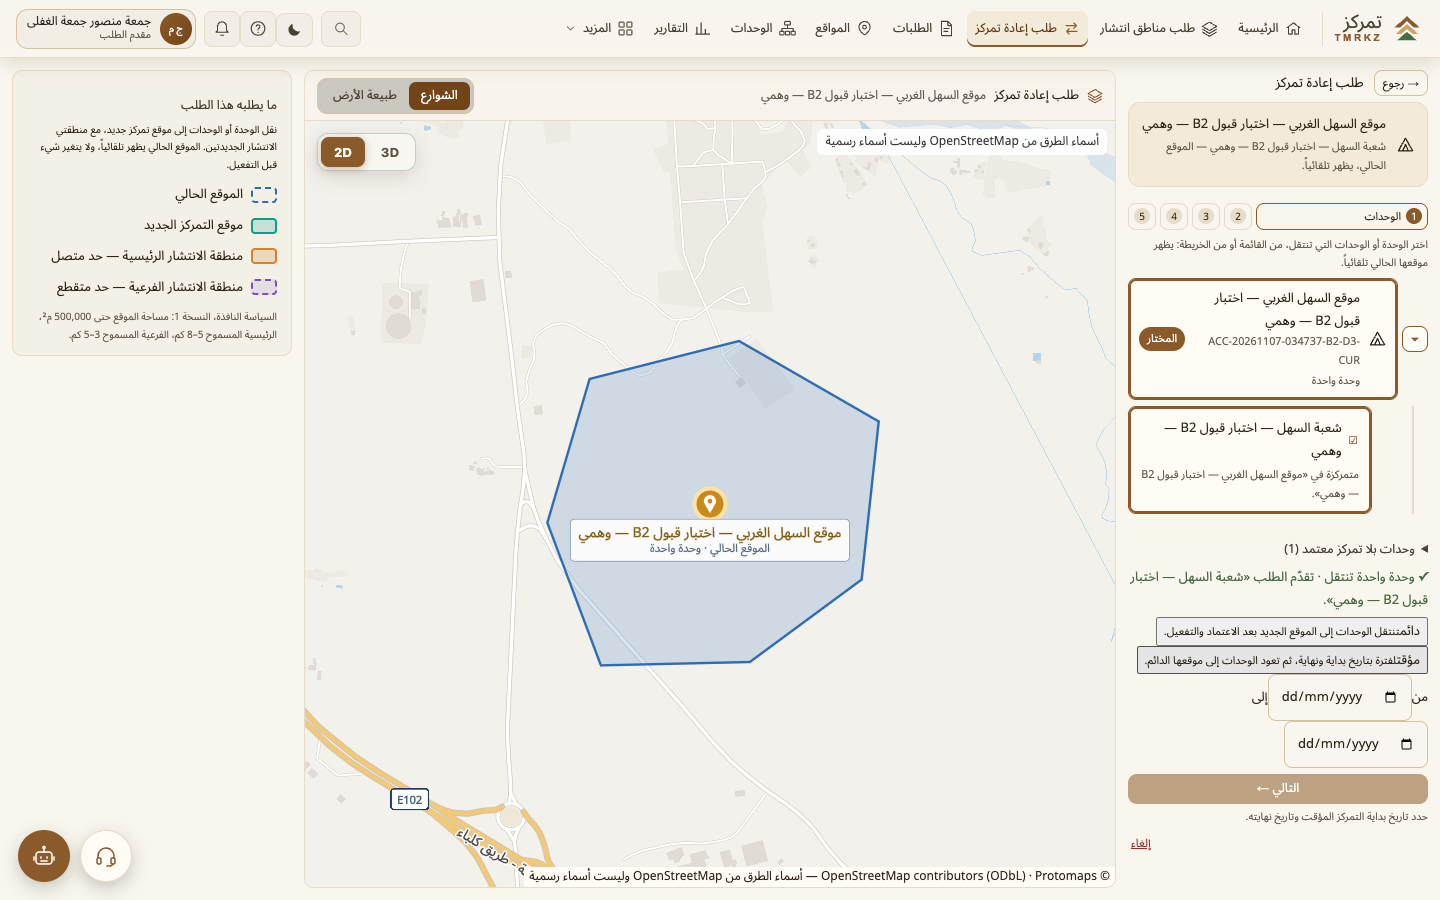 تمركز
TMRKZ
الرئيسية
طلب مناطق انتشار
طلب إعادة تمركز
الطلبات
المواقع
الوحدات
التقارير
المزيد
جمعة منصور جمعة الغفلي
مقدم الطلب
ج م
→ رجوع
طلب إعادة تمركز
موقع السهل الغربي — اختبار قبول B2 — وهمي
شعبة السهل — اختبار قبول B2 — وهمي — الموقع
الحالي، يظهر تلقائياً.
1 الوحدات
2
3
4
5
اختر الوحدة أو الوحدات التي تنتقل، من القائمة أو من الخريطة: يظهر
موقعها الحالي تلقائياً.
موقع السهل الغربي — اختبار
قبول B2 — وهمي
ACC-20261107-034737-B2-D3-
CUR
وحدة واحدة
المختار
شعبة السهل — اختبار قبول B2 —
وهمي
متمركزة في «موقع السهل الغربي — اختبار قبول B2
— وهمي».
وحدات بلا تمركز معتمد (1)
✓ وحدة واحدة تنتقل · تقدّم الطلب «شعبة السهل — اختبار
قبول B2 — وهمي».
دائمتنتقل الوحدات إلى الموقع الجديد بعد الاعتماد والتفعيل.
مؤقتلفترة بتاريخ بداية ونهاية، ثم تعود الوحدات إلى موقعها الدائم.
من dd/mm/yyyy إلى
dd/mm/yyyy
التالي ←
حدد تاريخ بداية التمركز المؤقت وتاريخ نهايته.
إلغاء
طلب إعادة تمركز موقع السهل الغربي — اختبار قبول B2 — وهمي
الشوارع
طبيعة الأرض
أسماء الطرق من OpenStreetMap وليست أسماء رسمية
2D
3D
موقع السهل الغربي — اختبار قبول B2 — وهمي
الموقع الحالي · وحدة واحدة
E102
طريق كلباء
© OpenStreetMap contributors (ODbL) · Protomaps — أسماء الطرق من OpenStreetMap وليست أسماء رسمية
ما يطلبه هذا الطلب
نقل الوحدة أو الوحدات إلى موقع تمركز جديد، مع منطقتي
الانتشار الجديدتين. الموقع الحالي يظهر تلقائياً، ولا يتغير شيء
قبل التفعيل.
الموقع الحالي
موقع التمركز الجديد
منطقة الانتشار الرئيسية — حد متصل
منطقة الانتشار الفرعية — حد متقطع
السياسة النافذة، النسخة 1: مساحة الموقع حتى 500,000 م²،
الرئيسية المسموح 5–8 كم، الفرعية المسموح 3–5 كم.